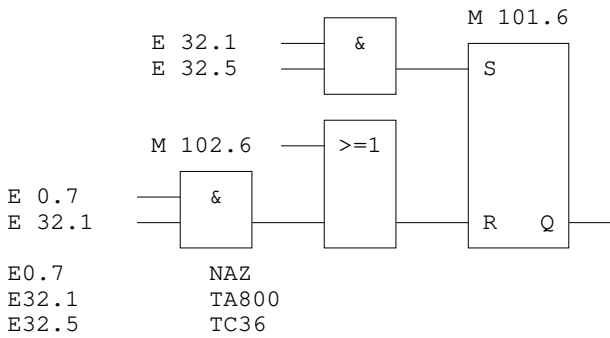 M 101.6
E 32.1 &
E 32.5 S
M 102.6 >=1
E 0.7 &
E 32.1 R Q
E0.7 NAZ
E32.1 TA800
E32.5 TC36